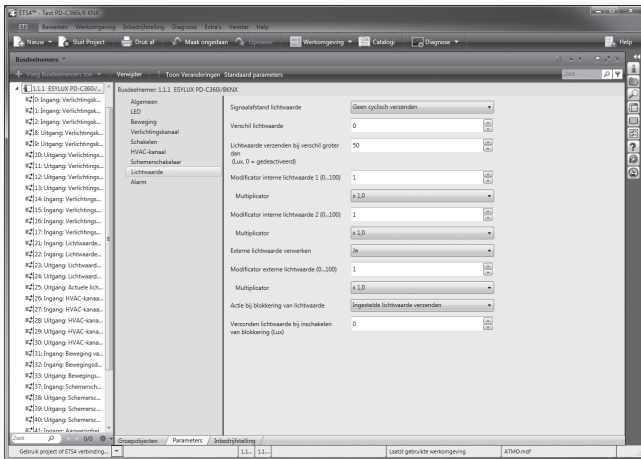 ETS4™ - Test PD-C360i/8 KNX
ETS Bewerken Werkomgeving Inbedrijfstelling Diagnose Extra's Venster Help
Nieuw Sluit Project Druk af Maak ongedaan Opnieuw Werkomgeving Catalogi Diagnose Help
Busdeelnemers
Voeg Busdeelnemers toe Verwijder Toon Veranderingen Standaard parameters Zoek
1.1.1 ESYLUX PD-C360i/... Busdeelnemer: 1.1.1 ESYLUX PD-C360i/8KNX
0: Ingang: Verlichtingsk...
1: Ingang: Verlichtingsk...
2: Ingang: Verlichtingsk...
8: Uitgang: Verlichtingsk...
9: Ingang: Verlichtingsk...
10: Uitgang: Verlichtings...
11: Uitgang: Verlichtings...
12: Uitgang: Verlichtings...
13: Uitgang: Verlichtings...
14: Ingang: Verlichtings...
15: Ingang: Verlichtings...
16: Ingang: Verlichtings...
17: Ingang: Verlichtings...
21: Ingang: Lichtwaarde...
22: Ingang: Lichtwaarde...
23: Uitgang: Lichtwaard...
24: Uitgang: Lichtwaard...
25: Uitgang: Actuele lich...
26: Ingang: HVAC-kanaa...
27: Ingang: HVAC-kanaa...
28: Uitgang: HVAC-kana...
29: Uitgang: HVAC-kana...
30: Uitgang: HVAC-kana...
31: Ingang: Beweging va...
32: Ingang: Bewegingsd...
33: Uitgang: Bewegings...
37: Ingang: Schemersch...
38: Uitgang: Schemersc...
39: Uitgang: Schemersc...
40: Uitgang: Schemersc...
41: Ingang: Aanwezighei...
Algemeen
LED
Beweging
Verlichtingskanaal
Schakelen
HVAC-kanaal
Schemerschakelaar
Lichtwaarde
Alarm
Signaalafstand lichtwaarde Geen cyclisch verzenden
Verschil lichtwaarde 0
Lichtwaarde verzenden bij verschil groter 50
dan
(Lux, 0 = gedeactiveerd)
Modificator interne lichtwaarde 1 (0...100) 1
Multiplicator x 1,0
Modificator interne lichtwaarde 2 (0...100) 1
Multiplicator x 1,0
Externe lichtwaarde verwerken Ja
Modificator externe lichtwaarde (0...100) 1
Multiplicator x 1,0
Actie bij blokkering van lichtwaarde Ingestelde lichtwaarde verzenden
Verzonden lichtwaarde bij inschakelen 0
van blokkering (Lux)
Zoek 0/0 Groepobjecten Parameters Inbedrijfstelling
Gebruik project of ETS4 verbinding... 1.1... 1.1... Laatst gebruikte werkomgeving ATMO.mdf